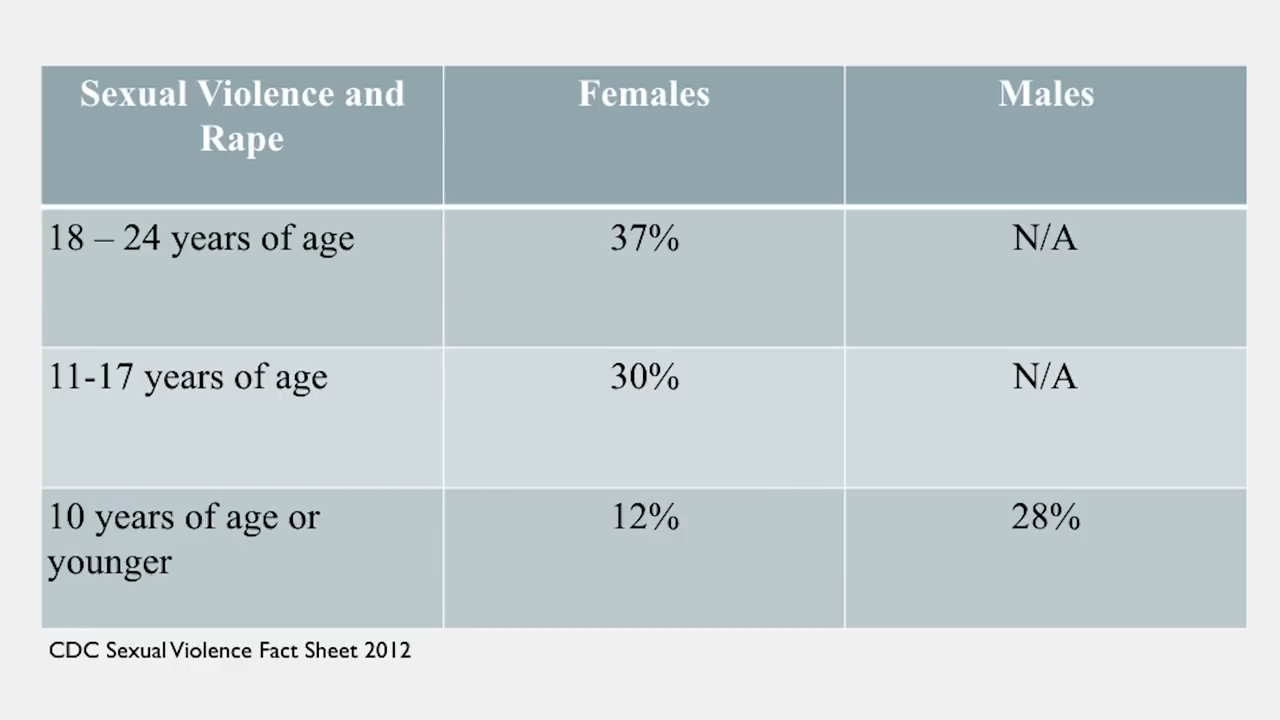 Sexual Violence and Rape Females Males
18 – 24 years of age 37% N/A
11-17 years of age 30% N/A
10 years of age or younger 12% 28%
CDC Sexual Violence Fact Sheet 2012